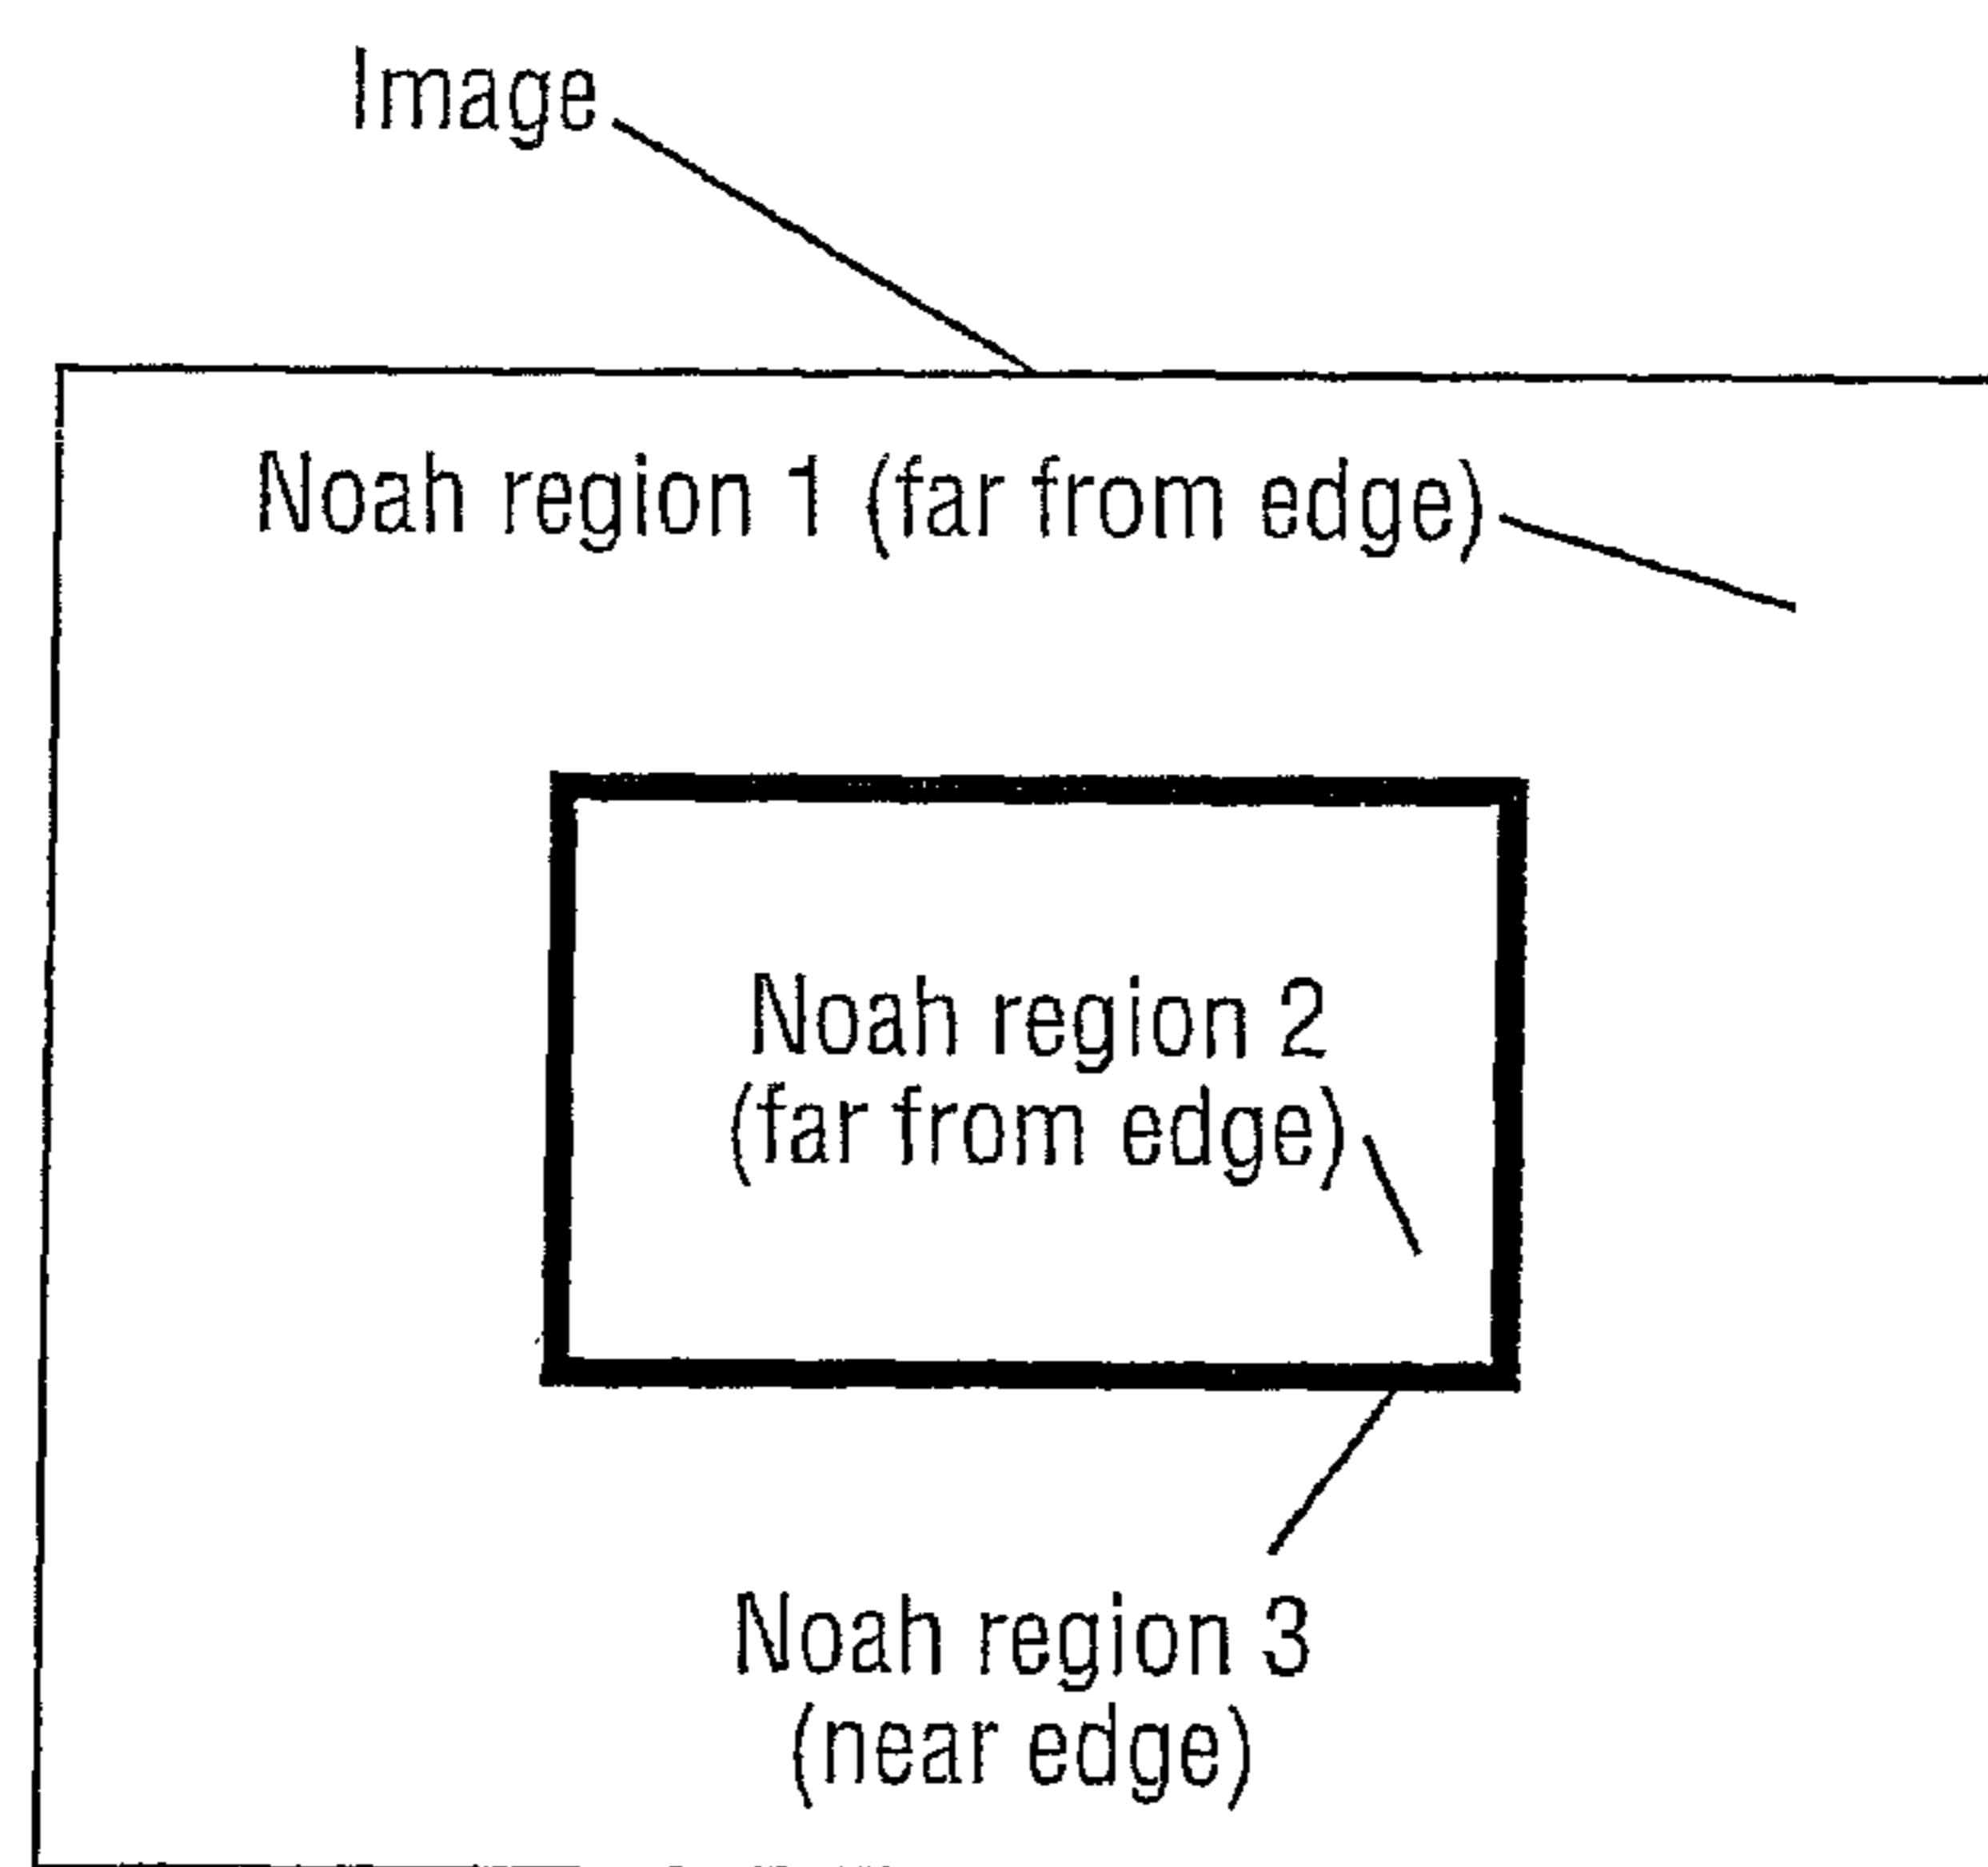 Image
Noah region 1 (far from edge)
Noah region 2
(far from edge)
Noah region 3
(near edge)